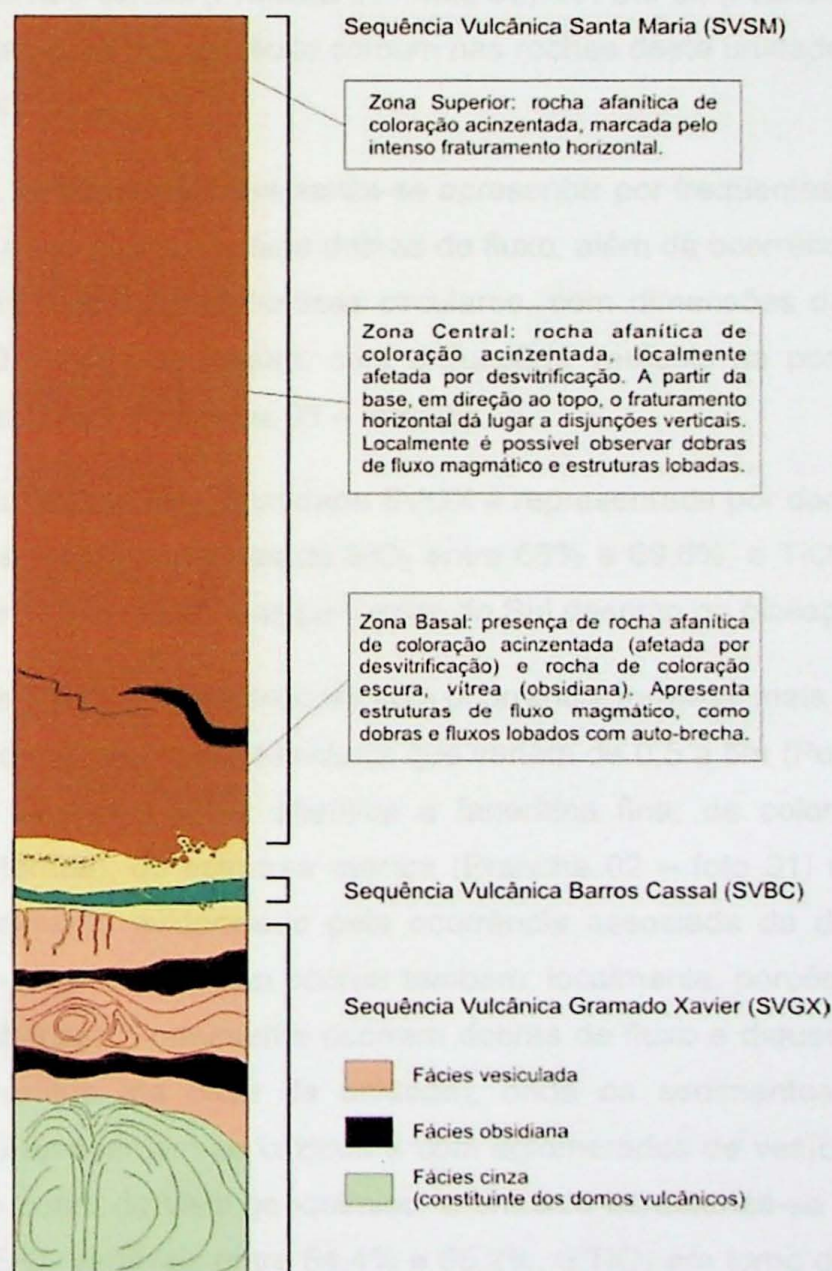 Sequência Vulcânica Santa Maria (SVSM)
Zona Superior: rocha afanítica de
coloração acinzentada, marcada pelo
intenso fraturamento horizontal.
Zona Central: rocha afanítica de
coloração acinzentada, localmente
afetada por desvitrificação. A partir da
base, em direção ao topo, o fraturamento
horizontal dá lugar a disjunções verticais.
Localmente é possível observar dobras
de fluxo magmático e estruturas lobadas.
Zona Basal: presença de rocha afanítica
de coloração acinzentada (afetada por
desvitrificação) e rocha de coloração
escura, vítrea (obsidiana). Apresenta
estruturas de fluxo magmático, como
dobras e fluxos lobados com auto-brecha.
Sequência Vulcânica Barros Cassal (SVBC)
Sequência Vulcânica Gramado Xavier (SVGX)
Fácies vesiculada
Fácies obsidiana
Fácies cinza
(constituinte dos domos vulcânicos)